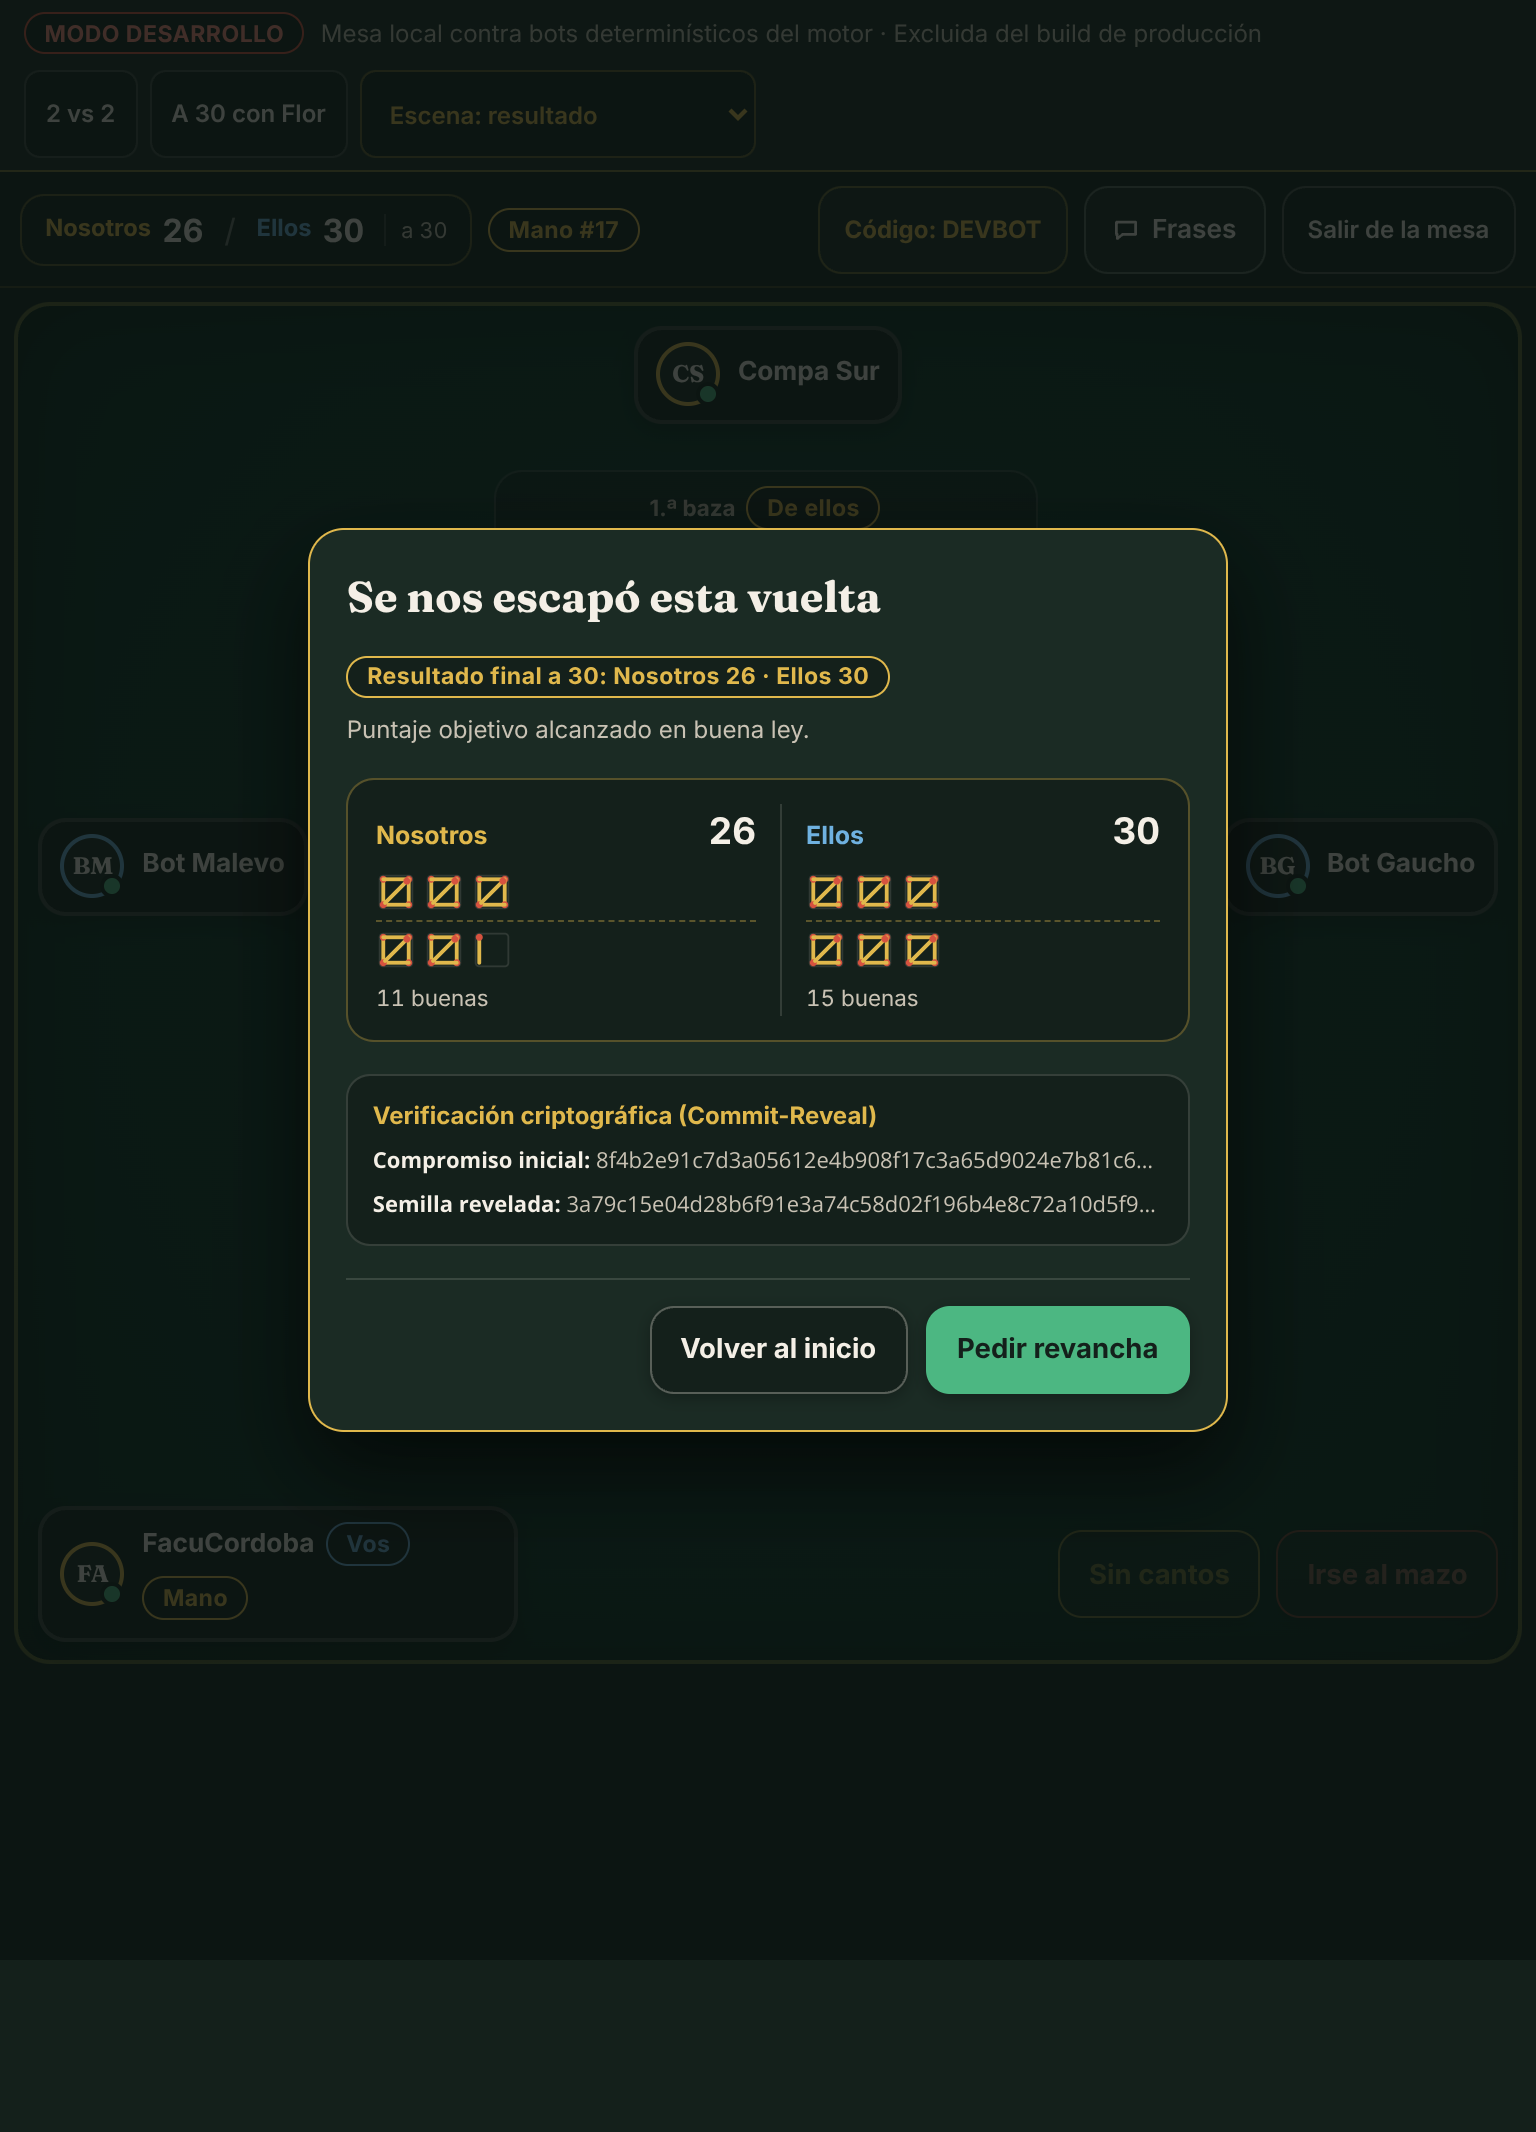 MODO DESARROLLO Mesa local contra bots determinísticos del motor · Excluida del build de producción
2 vs 2 A 30 con Flor Escena: resultado
Nosotros 26 / Ellos 30 a 30 Mano #17 Código: DEVBOT Frases Salir de la mesa
CS Compa Sur
1.ª baza De ellos
Se nos escapó esta vuelta
Resultado final a 30: Nosotros 26 · Ellos 30
Puntaje objetivo alcanzado en buena ley.
Nosotros 26 Ellos 30
BM Bot Malevo
BG Bot Gaucho
11 buenas 15 buenas
Verificación criptográfica (Commit-Reveal)
Compromiso inicial: 8f4b2e91c7d3a05612e4b908f17c3a65d9024e7b81c6...
Semilla revelada: 3a79c15e04d28b6f91e3a74c58d02f196b4e8c72a10d5f9...
Volver al inicio Pedir revancha
FA FacuCordoba Vos
Mano
Sin cantos Irse al mazo